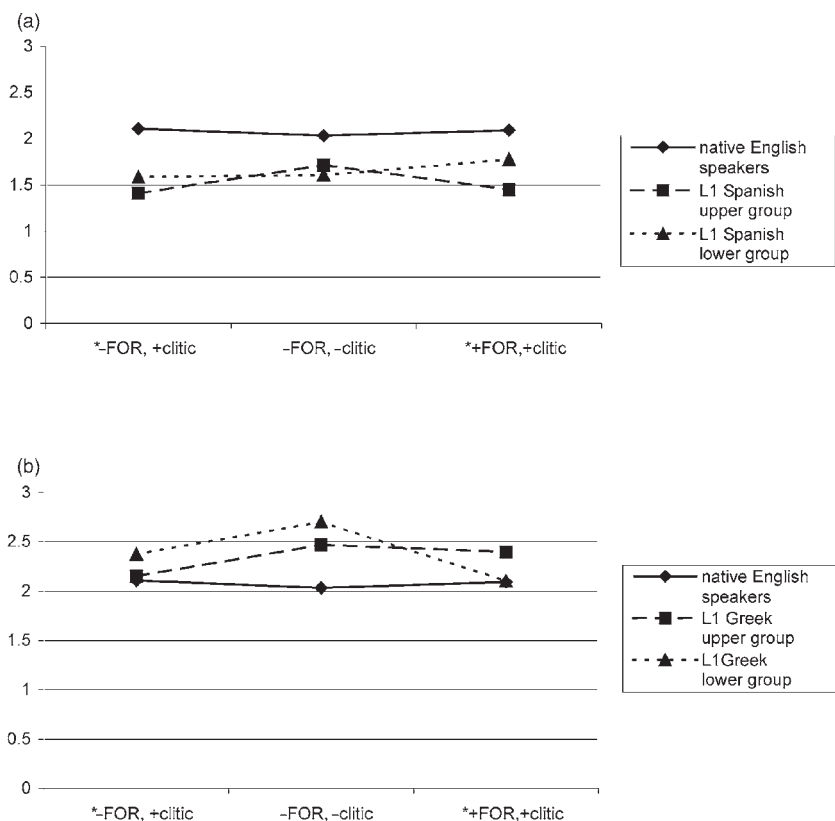 (a)
3
2.5
2
1.5
1
0.5
0
*–FOR, +clitic
–FOR, –clitic
*+FOR,+clitic
native English
speakers
L1 Spanish
upper group
L1 Spanish
lower group
(b)
3
2.5
2
1.5
1
0.5
0
*–FOR, +clitic
–FOR, –clitic
*+FOR,+clitic
native English
speakers
L1 Greek
upper group
L1Greek
lower group